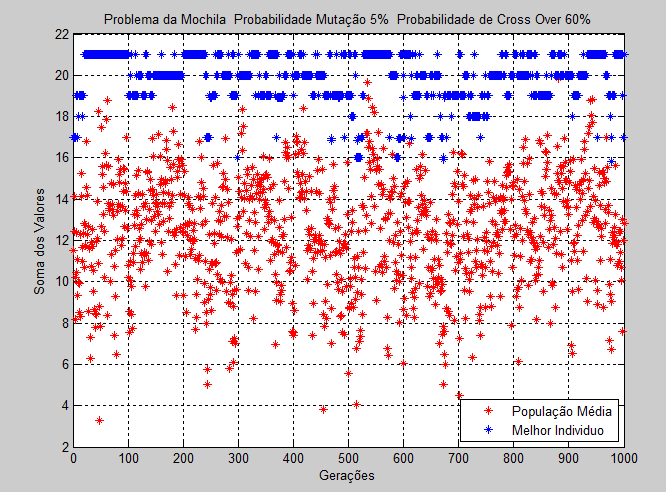 Problema da Mochila  Probabilidade Mutação 5%  Probabilidade de Cross Over 60%
22
20
18
16
14
12
10
8
6
4
2
Soma dos Valores
População Média
Melhor Individuo
0 100 200 300 400 500 600 700 800 900 1000
Gerações